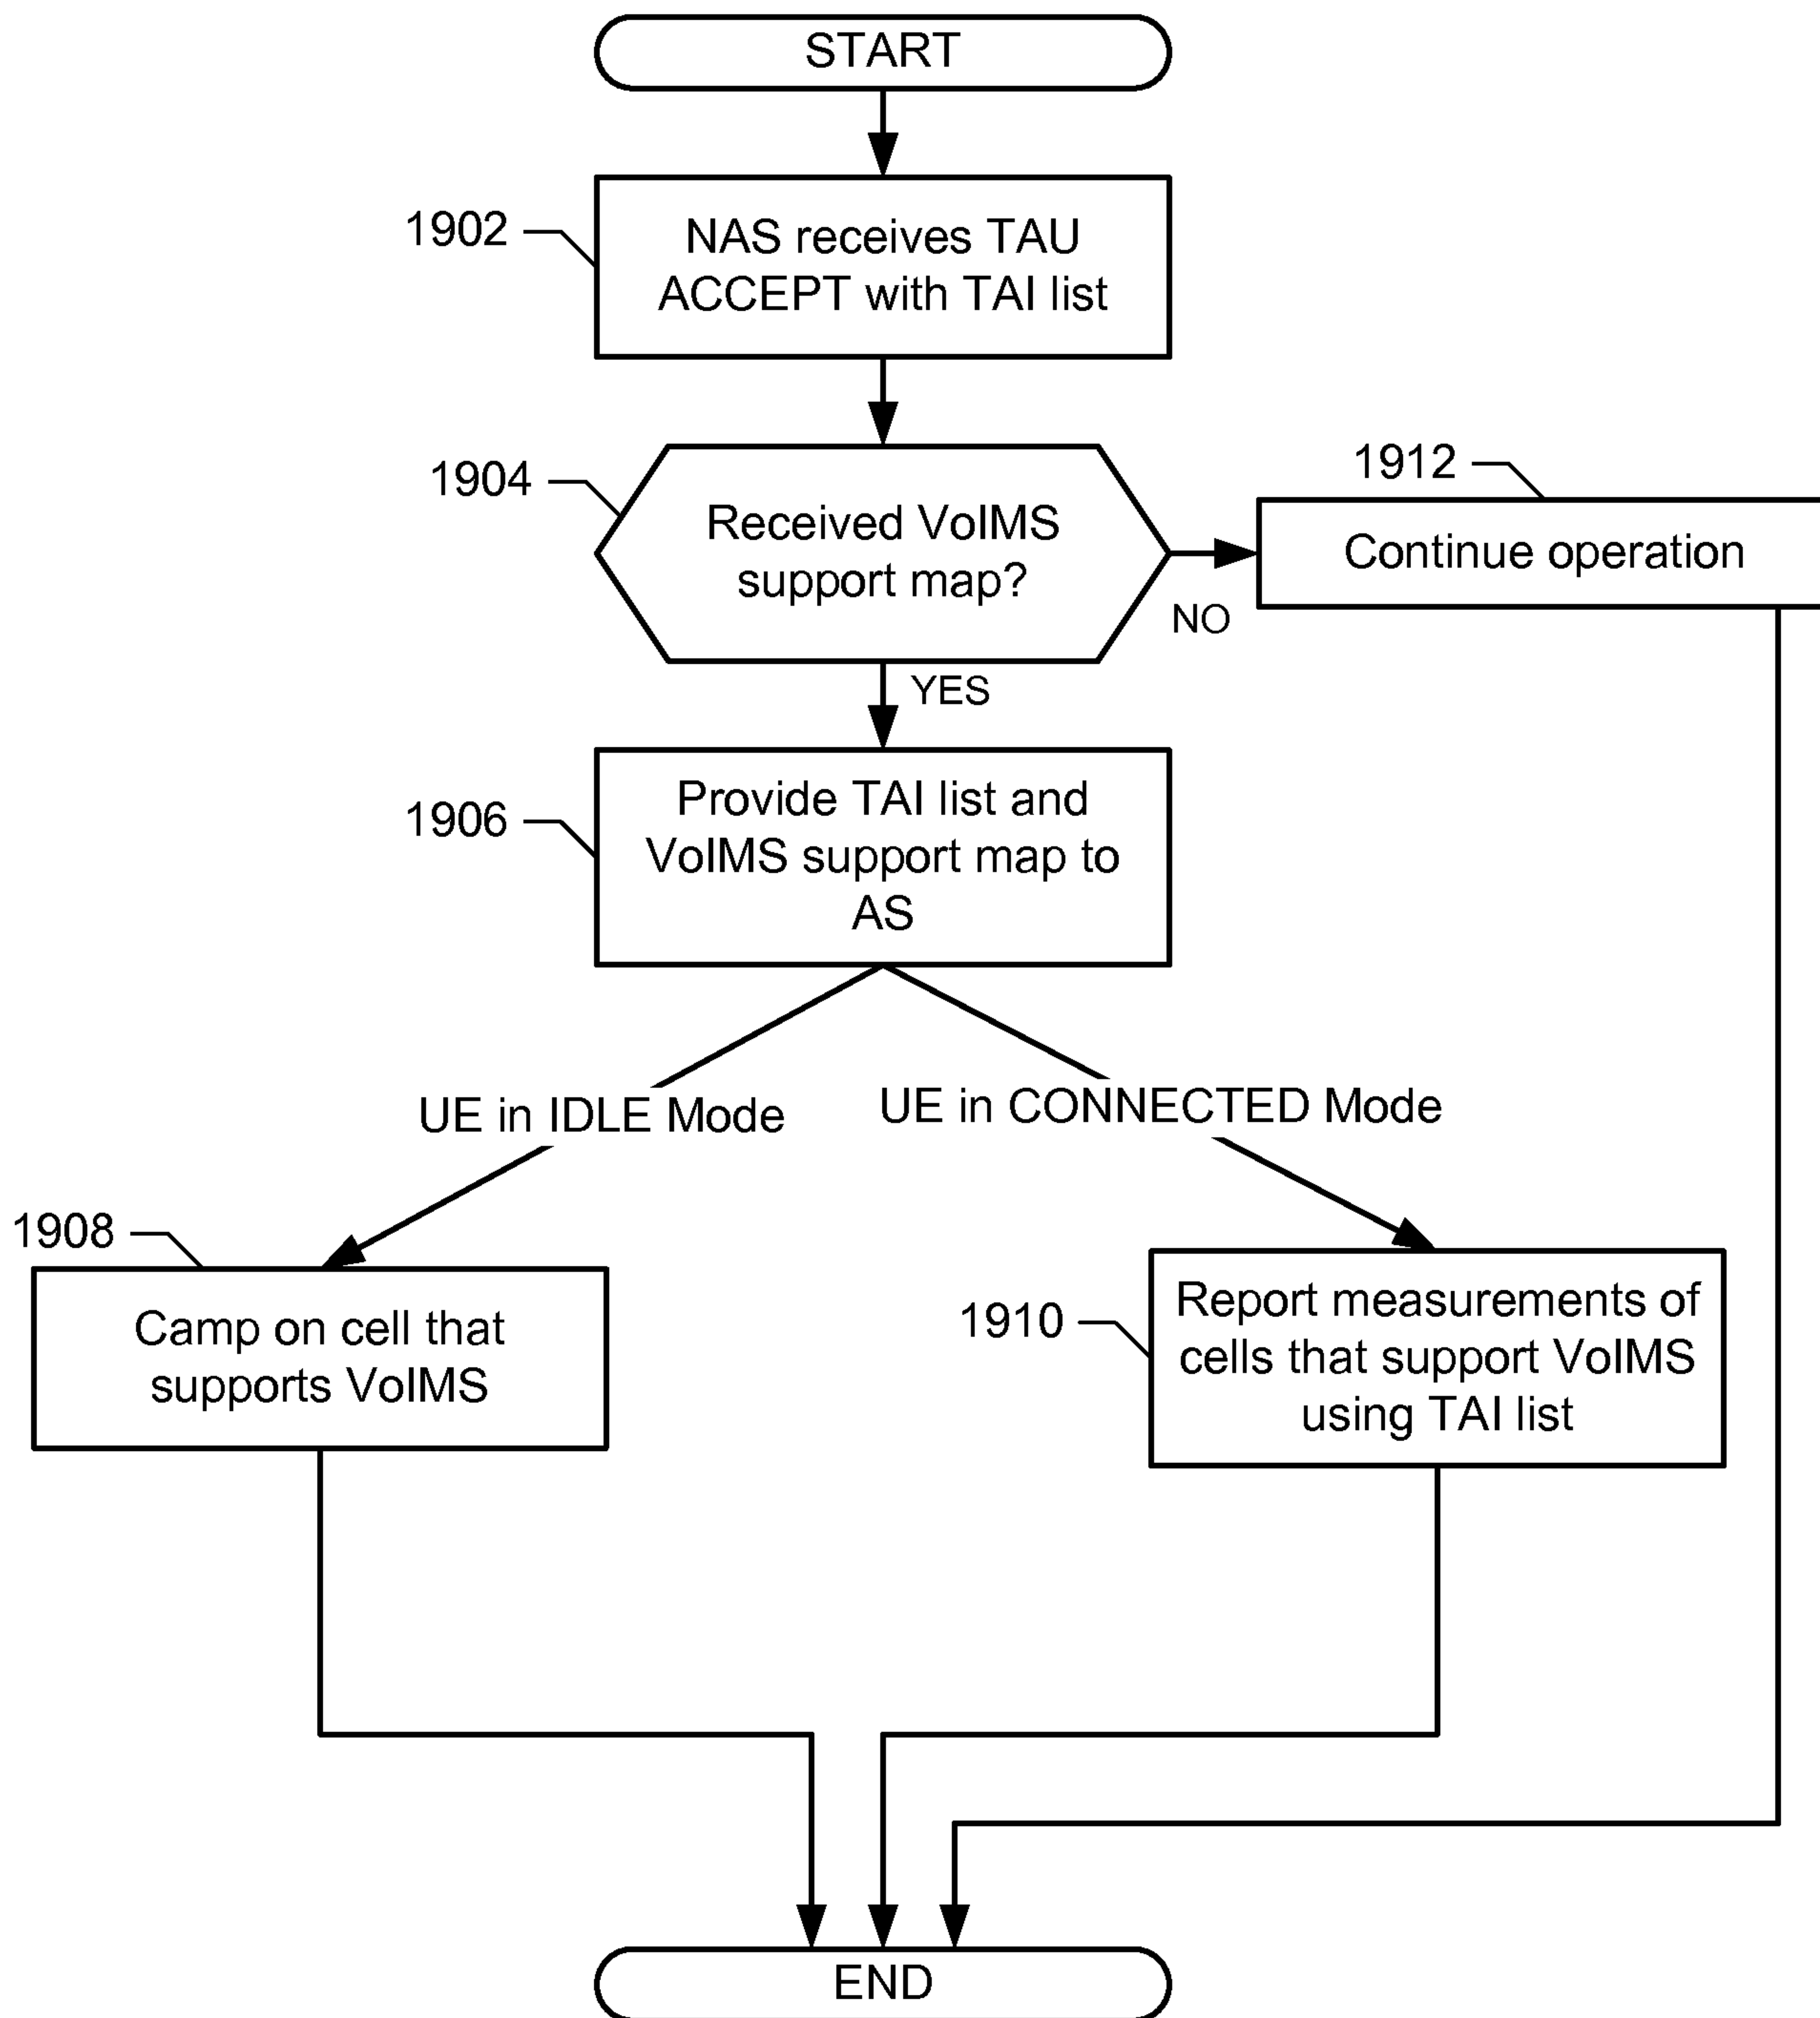 START
1902
NAS receives TAU
ACCEPT with TAI list
1904
Received VoIMS
support map?
1912
Continue operation
NO
YES
1906
Provide TAI list and
VoIMS support map to
AS
UE in IDLE Mode
UE in CONNECTED Mode
1908
Camp on cell that
supports VoIMS
1910
Report measurements of
cells that support VoIMS
using TAI list
END